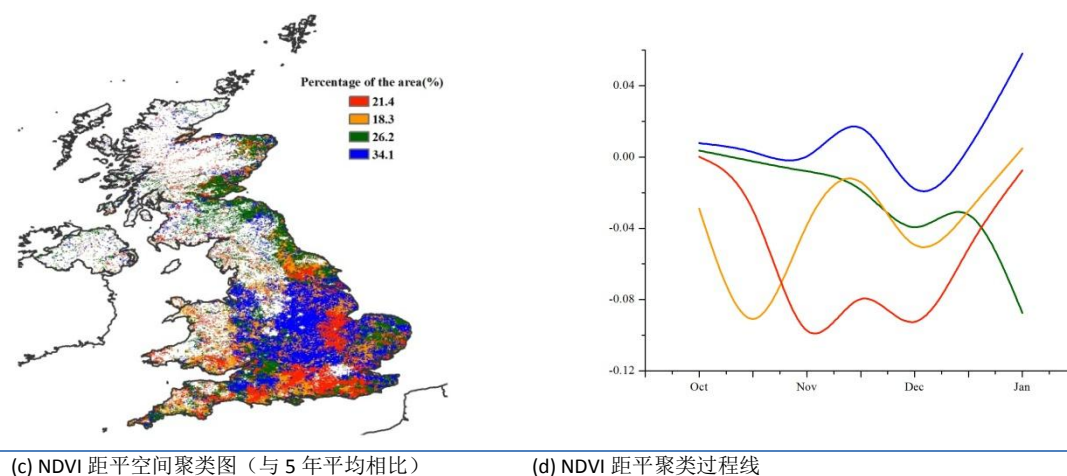 Percentage of the area(%)
21.4
18.3
26.2
34.1
0.04
0.00
-0.04
-0.08
-0.12
Oct
Nov
Dec
Jan
(c) NDVI 距平空间聚类图（与 5 年平均相比）
(d) NDVI 距平聚类过程线